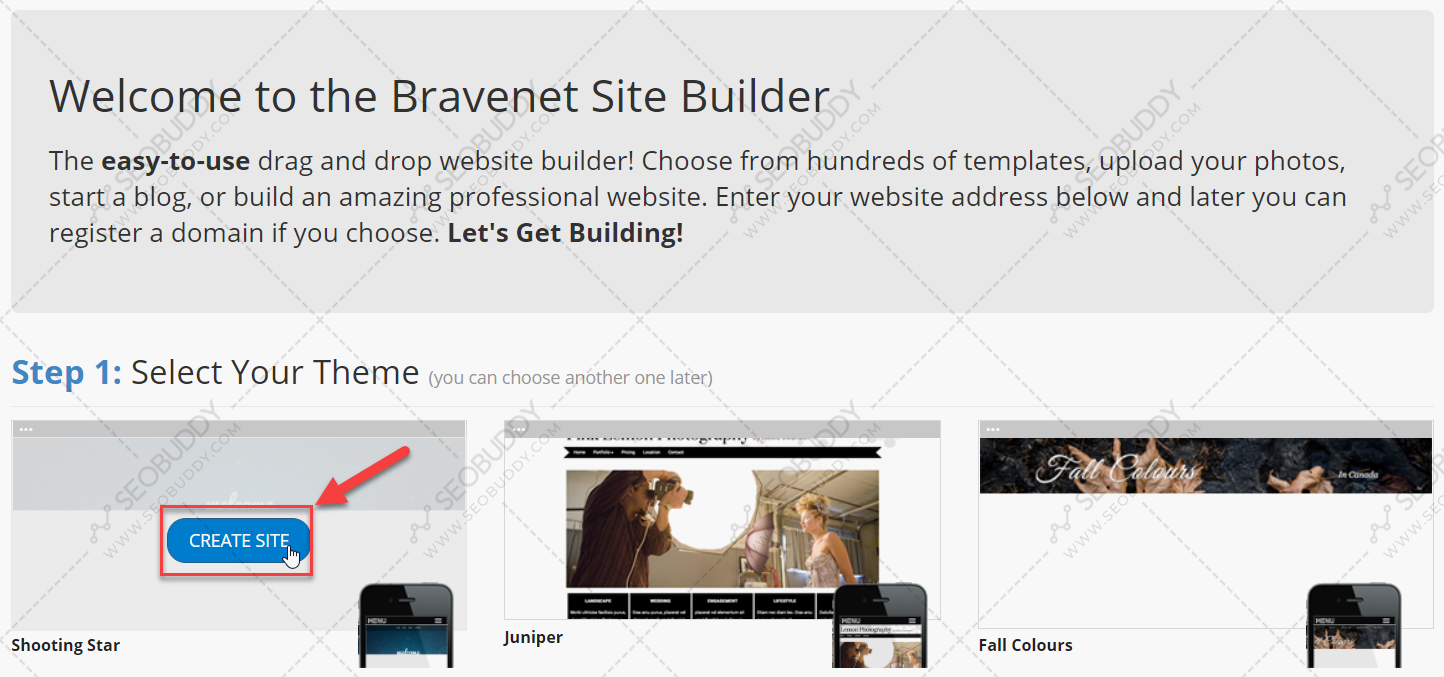 Welcome to the Bravenet Site Builder
The easy-to-use drag and drop website builder! Choose from hundreds of templates, upload your photos,
start a blog, or build an amazing professional website. Enter your website address below and later you can
register a domain if you choose. Let's Get Building!
Step 1: Select Your Theme (you can choose another one later)
welcome
CREATE SITE
MENU
Shooting Star
Pink Lemon Photography
Home Portfolio Pricing Location Contact
LANDSCAPE WEDDING ENGAGEMENT LIFESTYLE
MENU
Lemon Photography
Juniper
Fall Colours
In Canada
MENU
Fall Colours
SEOBUDDY
WWW.SEOBUDDY.COM